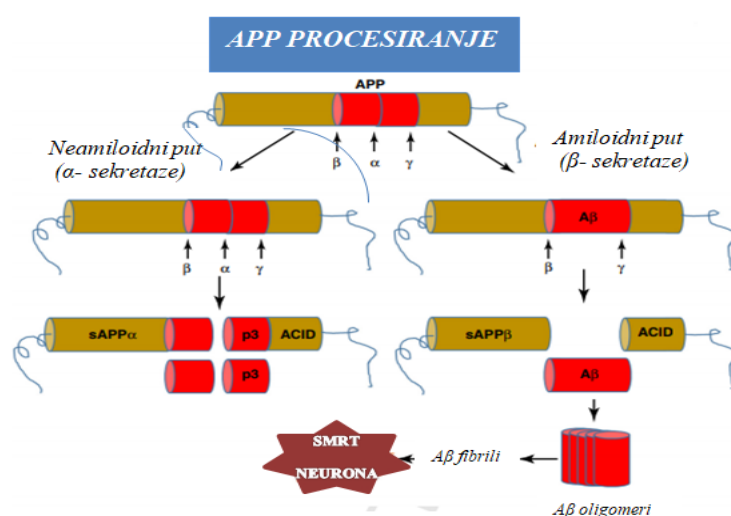 APP PROCESIRANJE
APP
Neamiloidni put
(α- sekretaze)
Amiloidni put
(β- sekretaze)
β α γ
Aβ
β α γ
β γ
sAPPα
p3 ACID
sAPPβ
ACID
p3
Aβ
SMRT
NEURONA
Aβ fibrili
Aβ oligomeri